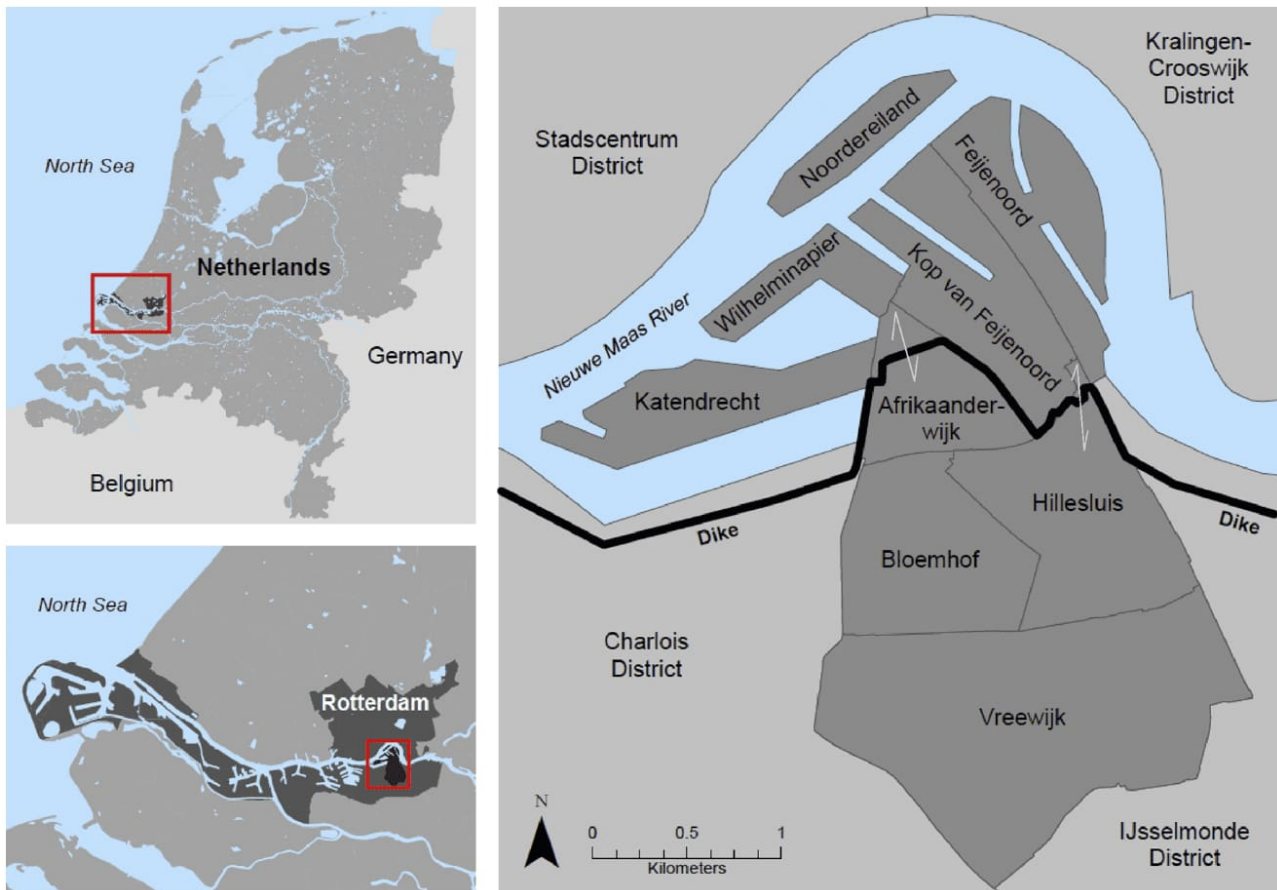 North Sea
Netherlands
Germany
Belgium
North Sea
Rotterdam
Kralingen-
Crooswijk
District
Stadscentrum
District
Noordereiland
Feijenoord
Wilhelminapier
Kop van Feijenoord
Nieuwe Maas River
Katendrecht
Afrikaander-
wijk
Hillesluis
Dike
Dike
Bloemhof
Charlois
District
Vreewijk
N
0 0.5 1
Kilometers
IJsselmonde
District